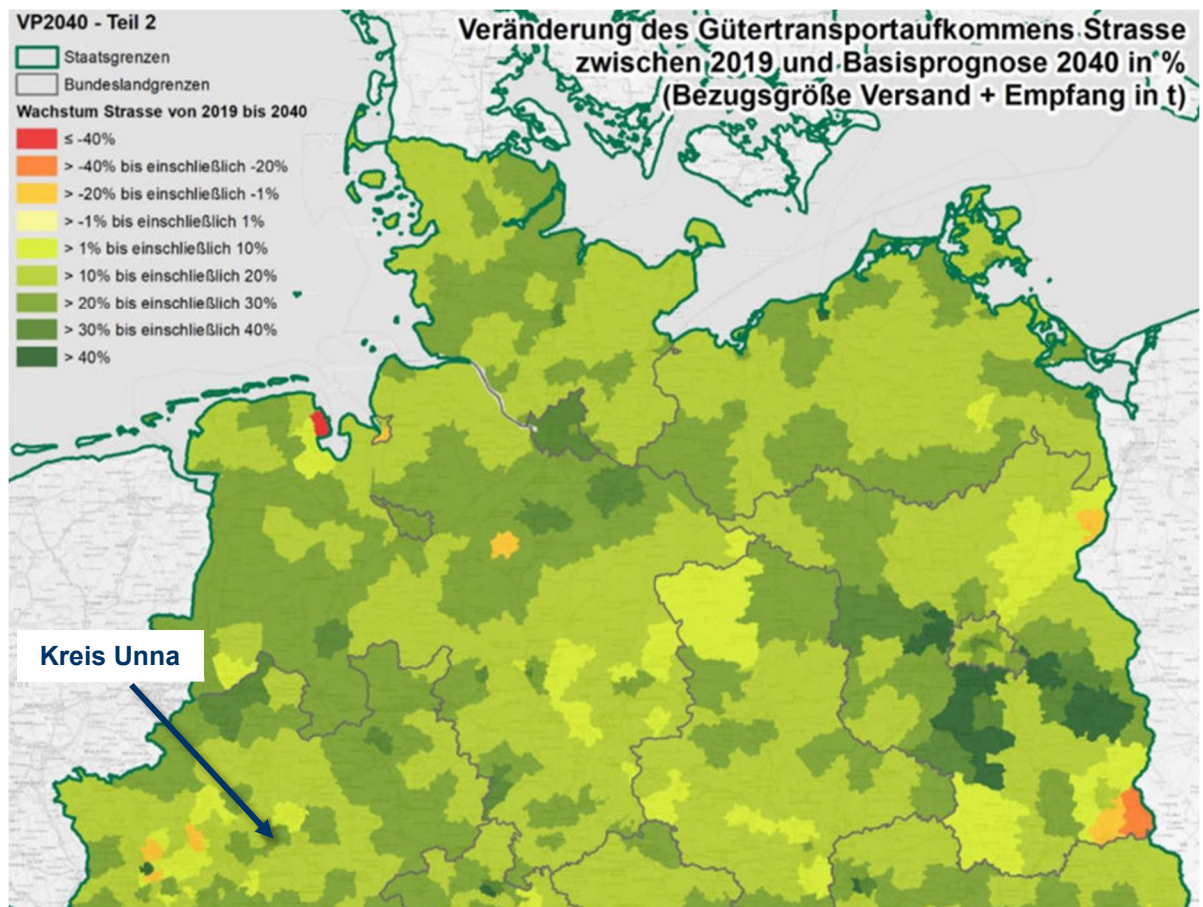 VP2040 - Teil 2
Staatsgrenzen
Bundeslandgrenzen
Wachstum Strasse von 2019 bis 2040
≤ -40%
> -40% bis einschließlich -20%
> -20% bis einschließlich -1%
> -1% bis einschließlich 1%
> 1% bis einschließlich 10%
> 10% bis einschließlich 20%
> 20% bis einschließlich 30%
> 30% bis einschließlich 40%
> 40%
Veränderung des Gütertransportaufkommens Strasse
zwischen 2019 und Basisprognose 2040 in %
(Bezugsgröße Versand + Empfang in t)
Kreis Unna